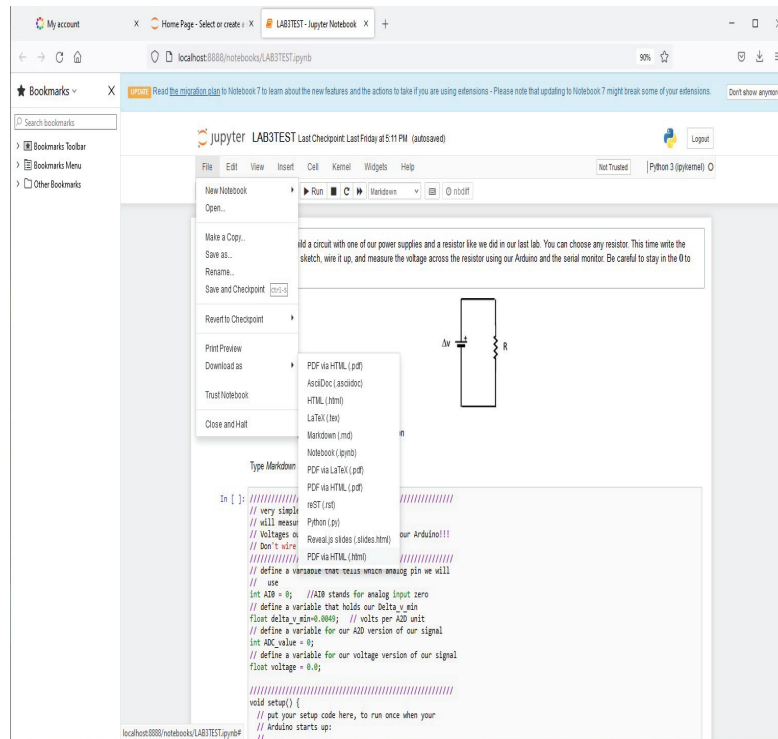 My account X Home Page - Select or create a X LAB3TEST - Jupyter Notebook X +
localhost:8888/notebooks/LAB3TEST.ipynb 90%
Bookmarks X
UPDATE Read the migration plan to Notebook 7 to learn about the new features and the actions to take if you are using extensions - Please note that updating to Notebook 7 might break some of your extensions. Don't show anymore
Search bookmarks
Bookmarks Toolbar
Bookmarks Menu
Other Bookmarks
jupyter LAB3TEST Last Checkpoint: Last Friday at 5:11 PM (autosaved) Logout
File Edit View Insert Cell Kernel Widgets Help Not Trusted Python 3 (ipykernel) O
Run Markdown nbdiff
New Notebook
Open...
Make a Copy...
Save as...
Rename...
Save and Checkpoint ctrl-s
Revert to Checkpoint
Print Preview
Download as
Trust Notebook
Close and Halt
PDF via HTML (.pdf)
AsciiDoc (.asciidoc)
HTML (.html)
LaTeX (.tex)
Markdown (.md)
Notebook (.ipynb)
PDF via LaTeX (.pdf)
PDF via HTML (.pdf)
reST (.rst)
Python (.py)
Reveal.js slides (.slides.html)
PDF via HTML (.html)
ild a circuit with one of our power supplies and a resistor like we did in our last lab. You can choose any resistor. This time write the
sketch, wire it up, and measure the voltage across the resistor using our Arduino and the serial monitor. Be careful to stay in the 0 to
Δv + R
on
Type Markdown
In [ ]: ///////////// ///////////////
// very simple
// will measur
// Voltages ou our Arduino!!!
// Don't wire
///////////// ///////////////
// define a variable that tells which analog pin we will
// use
int AI0 = 0; //AI0 stands for analog input zero
// define a variable that holds our Delta_v_min
float delta_v_min=0.0049; // volts per A2D unit
// define a variable for our A2D version of our signal
int ADC_value = 0;
// define a variable for our voltage version of our signal
float voltage = 0.0;
//////////////////////////////////////////////////////
void setup() {
// put your setup code here, to run once when your
// Arduino starts up:
//
localhost:8888/notebooks/LAB3TEST.ipynb#